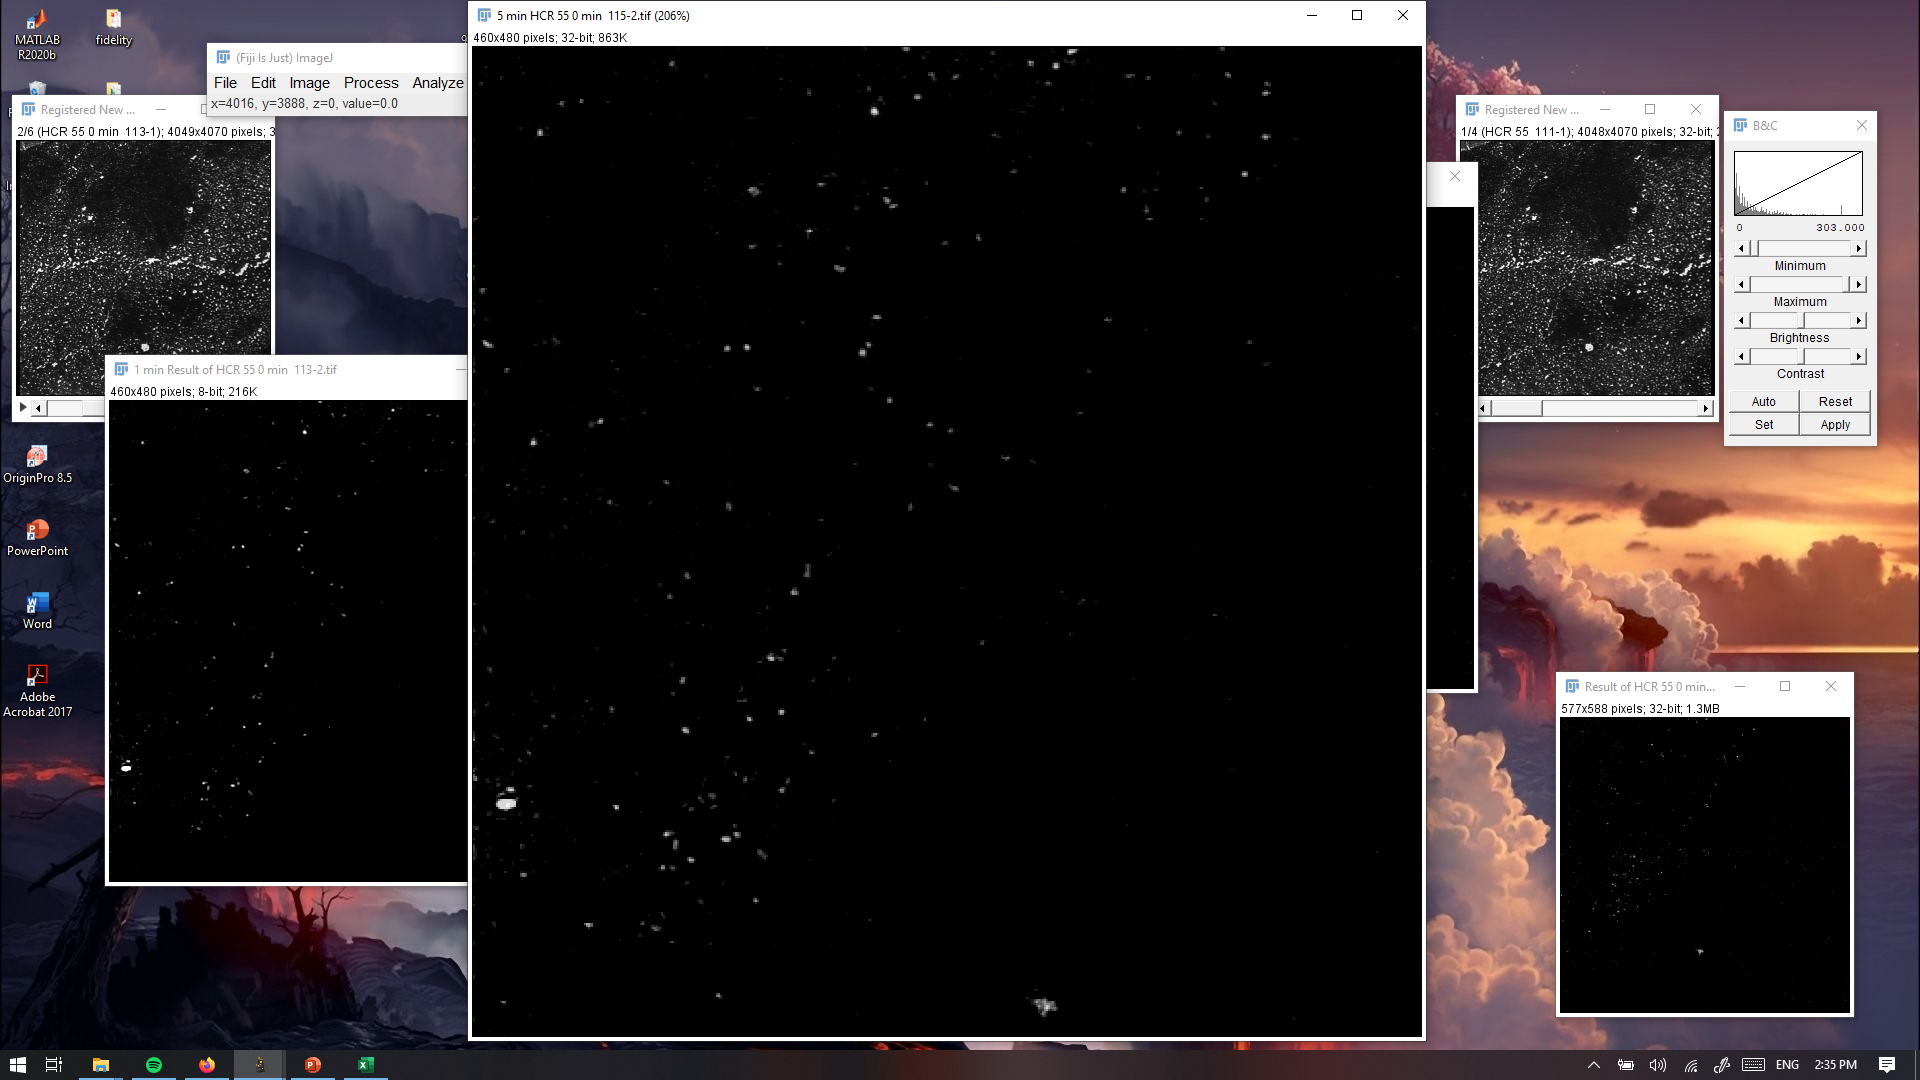 MATLAB
R2020b
fidelity
(Fiji Is Just) ImageJ
File Edit Image Process Analyze
x=4016, y=3888, z=0, value=0.0
Registered New ...
2/6 (HCR 55 0 min 113-1); 4049x4070 pixels; 3
1 min Result of HCR 55 0 min 113-2.tif
460x480 pixels; 8-bit; 216K
OriginPro 8.5
PowerPoint
Word
Adobe
Acrobat 2017
5 min HCR 55 0 min 115-2.tif (206%)
460x480 pixels; 32-bit; 863K
Registered New ...
1/4 (HCR 55 111-1); 4048x4070 pixels; 32-bit;
B&C
0 303.000
Minimum
Maximum
Brightness
Contrast
Auto Reset
Set Apply
Result of HCR 55 0 min...
577x588 pixels; 32-bit; 1.3MB
ENG 2:35 PM